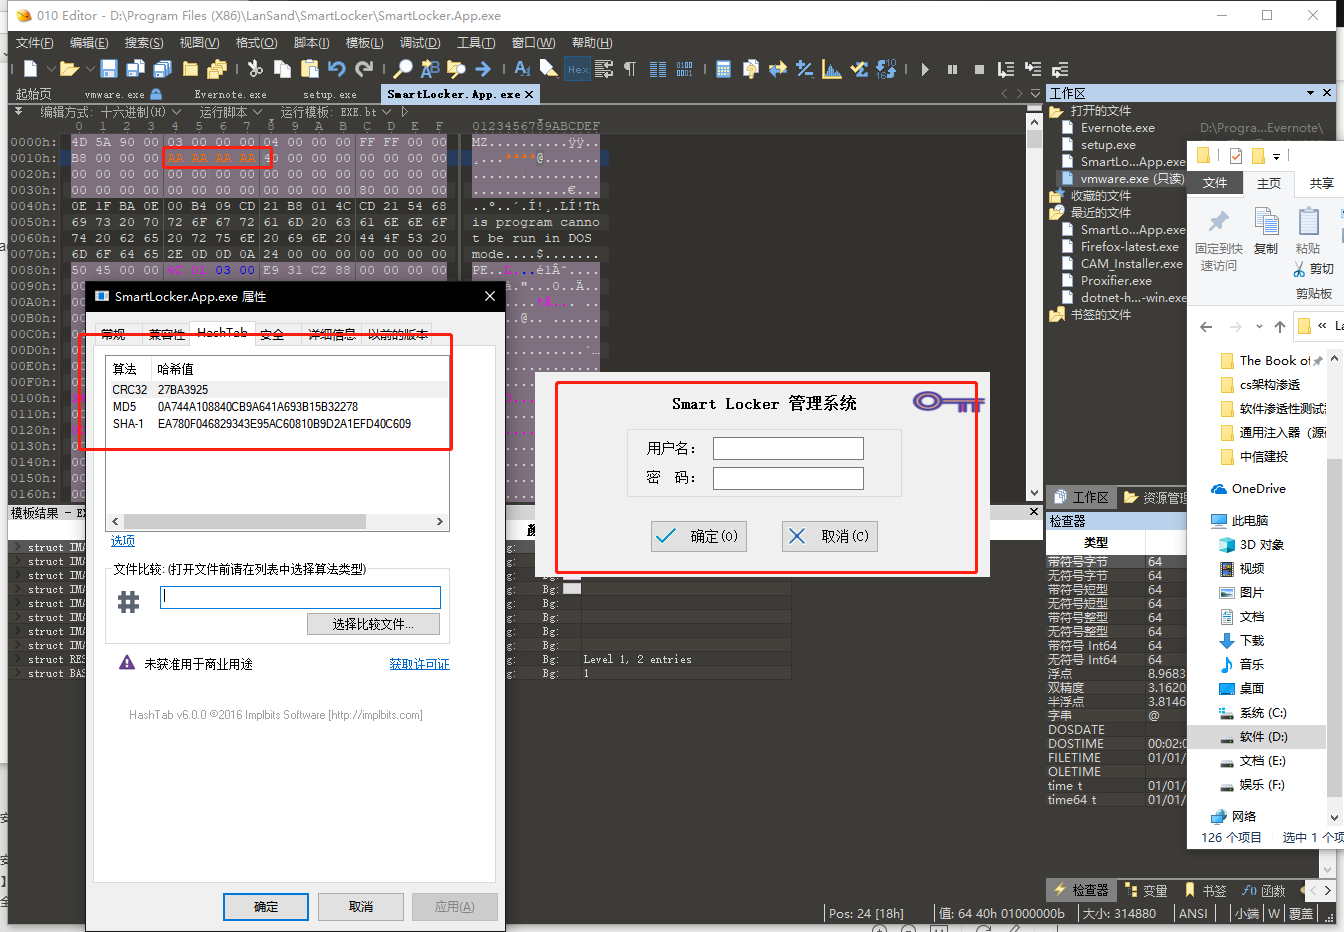 010 Editor - D:\Program Files (X86)\LanSand\SmartLocker\SmartLocker.App.exe
文件(F) 编辑(E) 搜索(S) 视图(V) 格式(O) 脚本(I) 模板(L) 调试(D) 工具(T) 窗口(W) 帮助(H)
起始页 vmware.exe Evernote.exe setup.exe SmartLocker.App.exe
编辑方式: 十六进制(H) 运行脚本 运行模板: EXE.bt
0 1 2 3 4 5 6 7 8 9 A B C D E F 0123456789ABCDEF
0000h: 4D 5A 90 00 03 00 00 00 04 00 00 00 FF FF 00 00 MZ..........ÿÿ..
0010h: B8 00 00 00 AA AA AA AA 40 00 00 00 00 00 00 00 ¸...****@.......
0020h: 00 00 00 00 00 00 00 00 00 00 00 00 00 00 00 00 ................
0030h: 00 00 00 00 00 00 00 00 00 00 00 00 80 00 00 00 ............€...
0040h: 0E 1F BA 0E 00 B4 09 CD 21 B8 01 4C CD 21 54 68 ..º..´.Í!¸.LÍ!Th
0050h: 69 73 20 70 72 6F 67 72 61 6D 20 63 61 6E 6E 6F is program canno
0060h: 74 20 62 65 20 72 75 6E 20 69 6E 20 44 4F 53 20 t be run in DOS
0070h: 6D 6F 64 65 2E 0D 0D 0A 24 00 00 00 00 00 00 00 mode....$.......
0080h: 50 45 00 00 4C 01 03 00 E9 31 C2 88 00 00 00 00 PE..L...é1Â
0090h:
00A0h:
00B0h:
00C0h:
00D0h:
00E0h:
00F0h:
0100h:
0110h:
0120h:
0130h:
0140h:
0150h:
0160h:
SmartLocker.App.exe 属性
常规 兼容性 HashTab 安全 详细信息 以前的版本
算法 哈希值
CRC32 27BA3925
MD5 0A744A108840CB9A641A693B15B32278
SHA-1 EA780F046829343E95AC60810B9D2A1EFD40C609
选项
文件比较: (打开文件前请在列表中选择算法类型)
选择比较文件...
未获准用于商业用途 获取许可证
HashTab v6.0.0 ©2016 Implbits Software [http://implbits.com]
确定 取消 应用(A)
Smart Locker 管理系统
用户名：
密 码：
确定(O) 取消(C)
模板结果 - EX
struct IMA
struct IMA
struct IMA
struct IMA
struct IMA
struct IMA
struct IMA
struct IMA
struct RES
struct BAS
Bg:
Bg:
Bg:
Bg:
Bg:
Bg: Level 1, 2 entries
Bg: 1
工作区
打开的文件
Evernote.exe D:\Progra...Evernote\
setup.exe
SmartLo...App.exe
vmware.exe (只读)
收藏的文件
最近的文件
SmartLo...App.exe
Firefox-latest.exe
CAM_Installer.exe
Proxifier.exe
dotnet-h...-win.exe
书签的文件
工作区 资源管理
检查器
类型
带符号字节 64
无符号字节 64
带符号短型 64
无符号短型 64
带符号整型 64
无符号整型 64
带符号 Int64 64
无符号 Int64 64
浮点 8.9683
双精度 3.1620
半浮点 3.8146
字串 @
DOSDATE
DOSTIME 00:02:0
FILETIME 01/01/
OLETIME
time_t 01/01/
time64_t 01/01/
检查器 变量 书签 函数
Pos: 24 [18h] 值: 64 40h 01000000b 大小: 314880 ANSI 小端 W 覆盖
文件 主页 共享
固定到快速访问 复制 粘贴
剪切
剪贴板
« La
The Book of
cs架构渗透
软件渗透性测试
通用注入器（源
中信建投
OneDrive
此电脑
3D 对象
视频
图片
文档
下载
音乐
桌面
系统 (C:)
软件 (D:)
文档 (E:)
娱乐 (F:)
网络
126 个项目 选中 1 个项